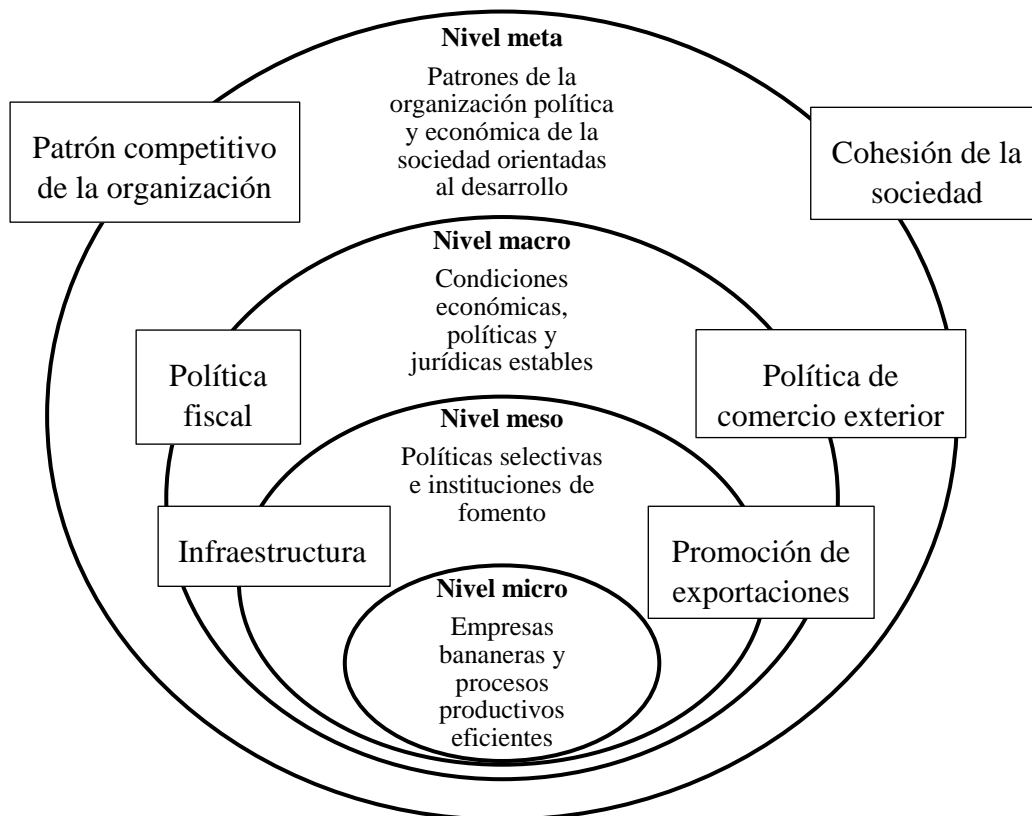 Nivel meta
Patrones de la
organización política
y económica de la
sociedad orientadas
al desarrollo
Patrón competitivo
de la organización
Cohesión de la
sociedad
Nivel macro
Condiciones
económicas,
políticas y
jurídicas estables
Política
fiscal
Política de
comercio exterior
Nivel meso
Políticas selectivas
e instituciones de
fomento
Infraestructura
Promoción de
exportaciones
Nivel micro
Empresas
bananeras y
procesos
productivos
eficientes